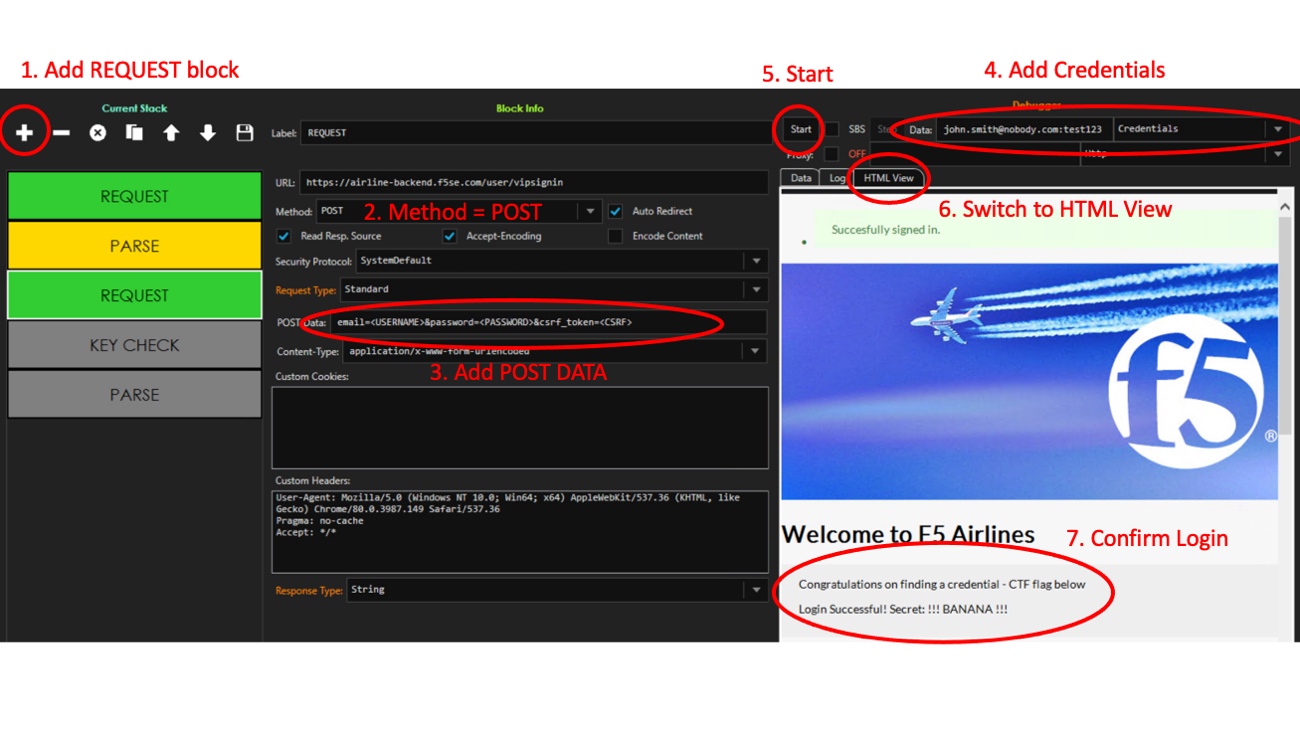 1. Add REQUEST block
5. Start
4. Add Credentials
Current Stack
Block Info
Debugger
Label: REQUEST
Start
SBS
Data: john.smith@nobody.com:test123
Credentials
Proxy:
OFF
Http
URL: https://airline-backend.f5se.com/user/vipsignin
Data
Log
HTML View
REQUEST
PARSE
REQUEST
KEY CHECK
PARSE
Method: POST
2. Method = POST
Auto Redirect
6. Switch to HTML View
Read Resp. Source
Accept-Encoding
Encode Content
Succesfully signed in.
Security Protocol: SystemDefault
Request Type: Standard
POST Data: email=<USERNAME>&password=<PASSWORD>&csrf_token=<CSRF>
Content-Type: application/x-www-form-urlencoded
3. Add POST DATA
Custom Cookies:
f5
®
Custom Headers:
User-Agent: Mozilla/5.0 (Windows NT 10.0; Win64; x64) AppleWebKit/537.36 (KHTML, like
Gecko) Chrome/80.0.3987.149 Safari/537.36
Pragma: no-cache
Accept: */*
Welcome to F5 Airlines
7. Confirm Login
Response Type: String
Congratulations on finding a credential - CTF flag below
Login Successful! Secret: !!! BANANA !!!